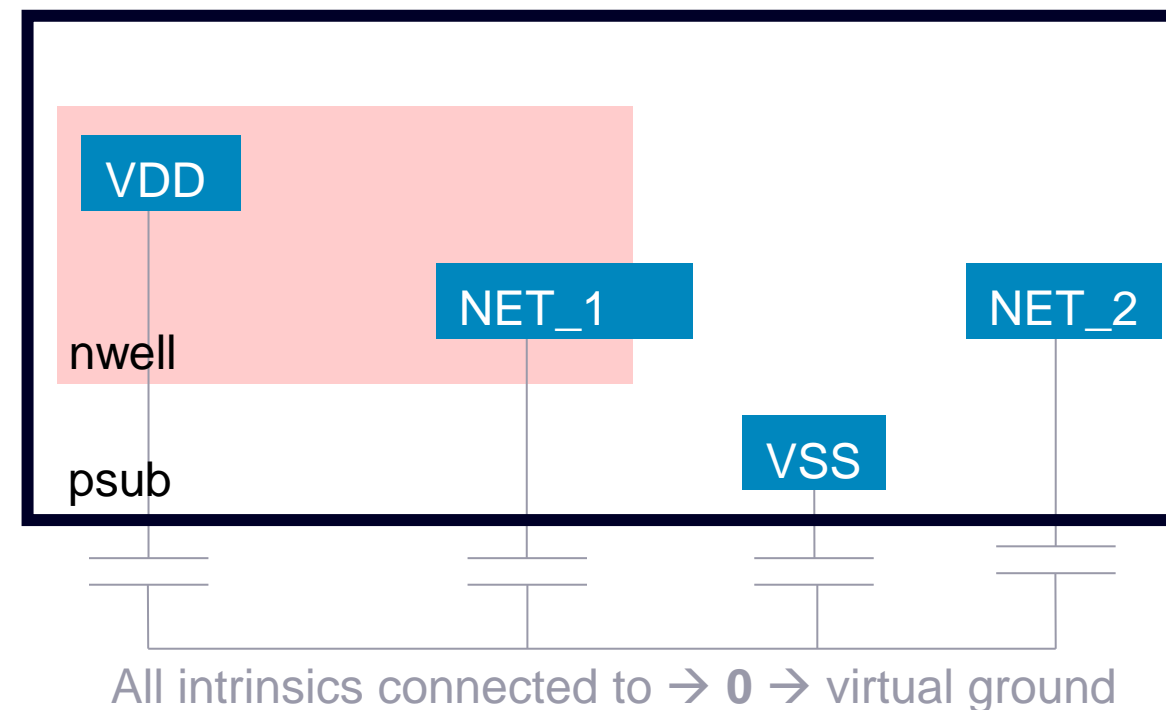 VDD
NET_1
NET_2
nwell
VSS
psub
All intrinsics connected to → 0 → virtual ground